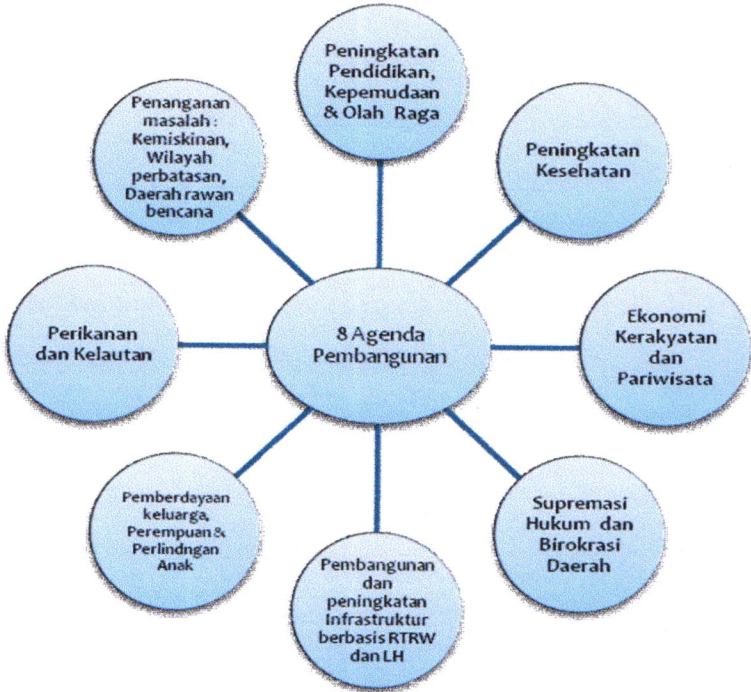 Peningkatan
Pendidikan,
Kepemudaan
& Olah Raga
Peningkatan
Kesehatan
Ekonomi
Kerakyatan
dan
Pariwisata
Supremasi
Hukum dan
Birokrasi
Daerah
Pembangunan
dan
peningkatan
Infrastruktur
berbasis RTRW
dan LH
Pemberdayaan
keluarga,
Perempuan &
Perlindngan
Anak
Perikanan
dan Kelautan
Penanganan
masalah :
Kemiskinan,
Wilayah
perbatasan,
Daerah rawan
bencana
8 Agenda
Pembangunan